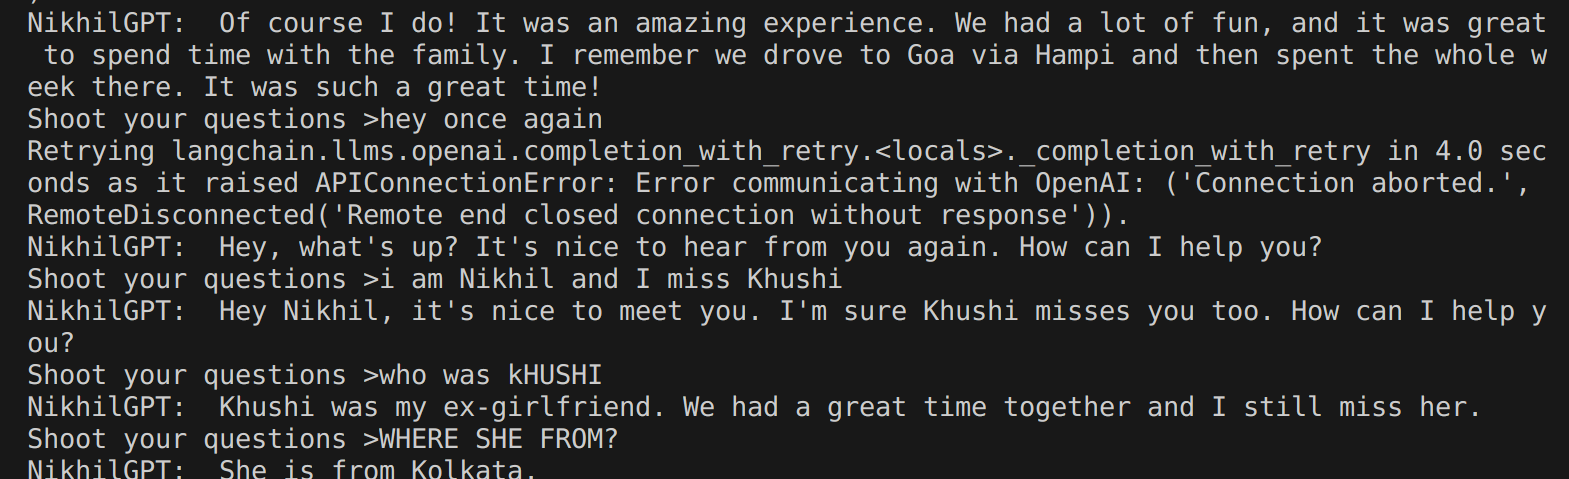 NikhilGPT:  Of course I do! It was an amazing experience. We had a lot of fun, and it was great
 to spend time with the family. I remember we drove to Goa via Hampi and then spent the whole w
eek there. It was such a great time!
Shoot your questions >hey once again
Retrying langchain.llms.openai.completion_with_retry.<locals>._completion_with_retry in 4.0 sec
onds as it raised APIConnectionError: Error communicating with OpenAI: ('Connection aborted.',
RemoteDisconnected('Remote end closed connection without response')).
NikhilGPT:  Hey, what's up? It's nice to hear from you again. How can I help you?
Shoot your questions >i am Nikhil and I miss Khushi
NikhilGPT:  Hey Nikhil, it's nice to meet you. I'm sure Khushi misses you too. How can I help y
ou?
Shoot your questions >who was kHUSHI
NikhilGPT:  Khushi was my ex-girlfriend. We had a great time together and I still miss her.
Shoot your questions >WHERE SHE FROM?
NikhilGPT:  She is from Kolkata.